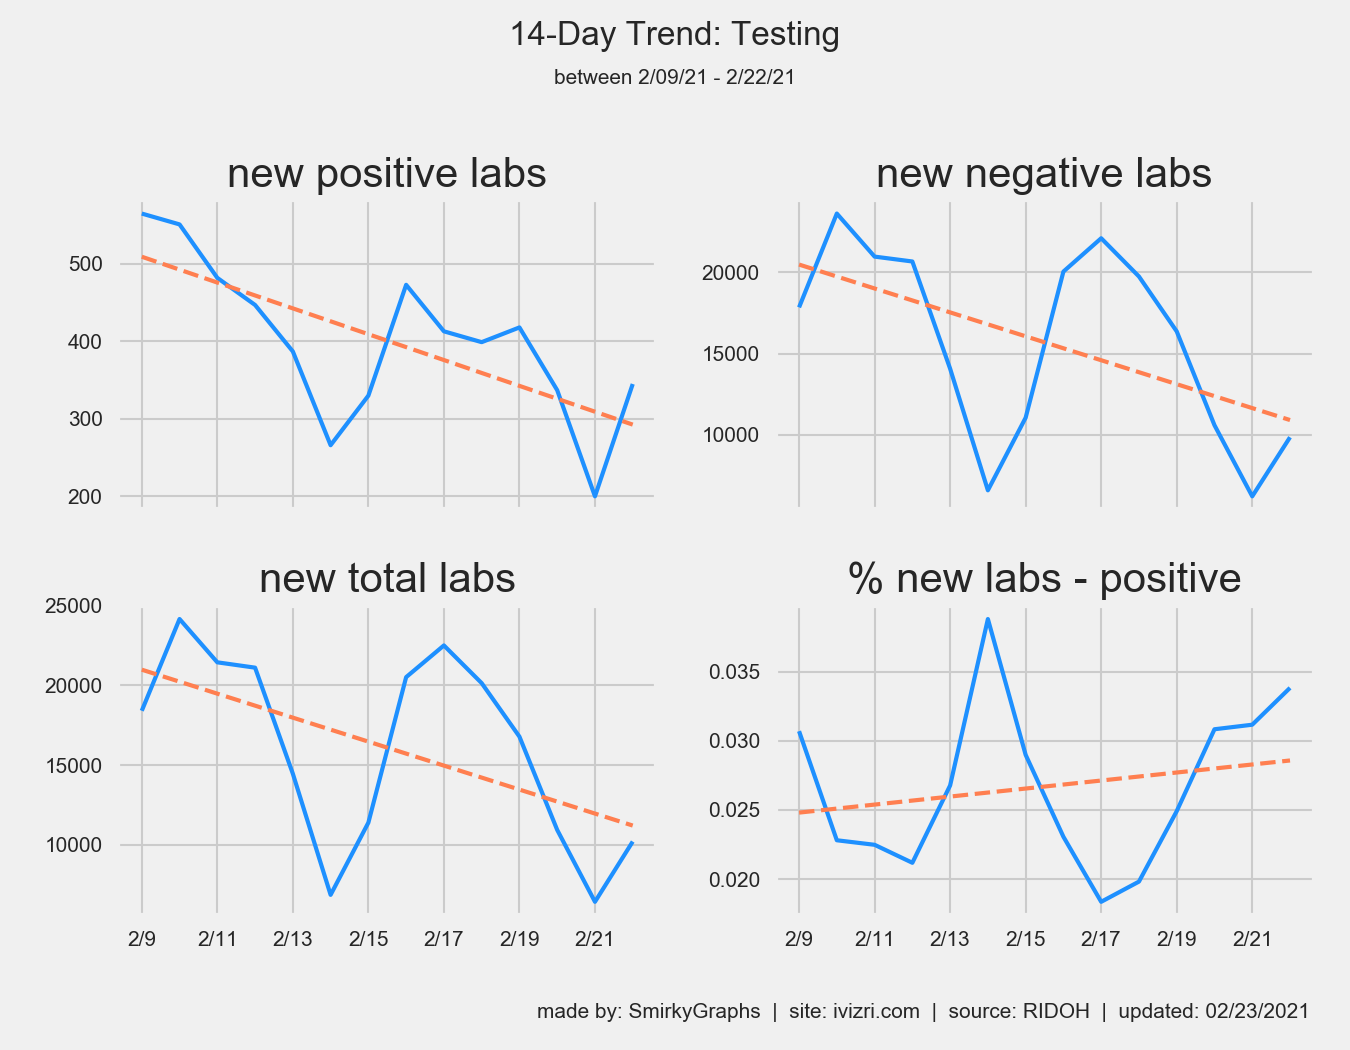 14-Day Trend: Testing
between 2/09/21 - 2/22/21
new positive labs
500
400
300
200
new negative labs
20000
15000
10000
new total labs
25000
20000
15000
10000
2/9 2/11 2/13 2/15 2/17 2/19 2/21
% new labs - positive
0.035
0.030
0.025
0.020
2/9 2/11 2/13 2/15 2/17 2/19 2/21
made by: SmirkyGraphs | site: ivizri.com | source: RIDOH | updated: 02/23/2021